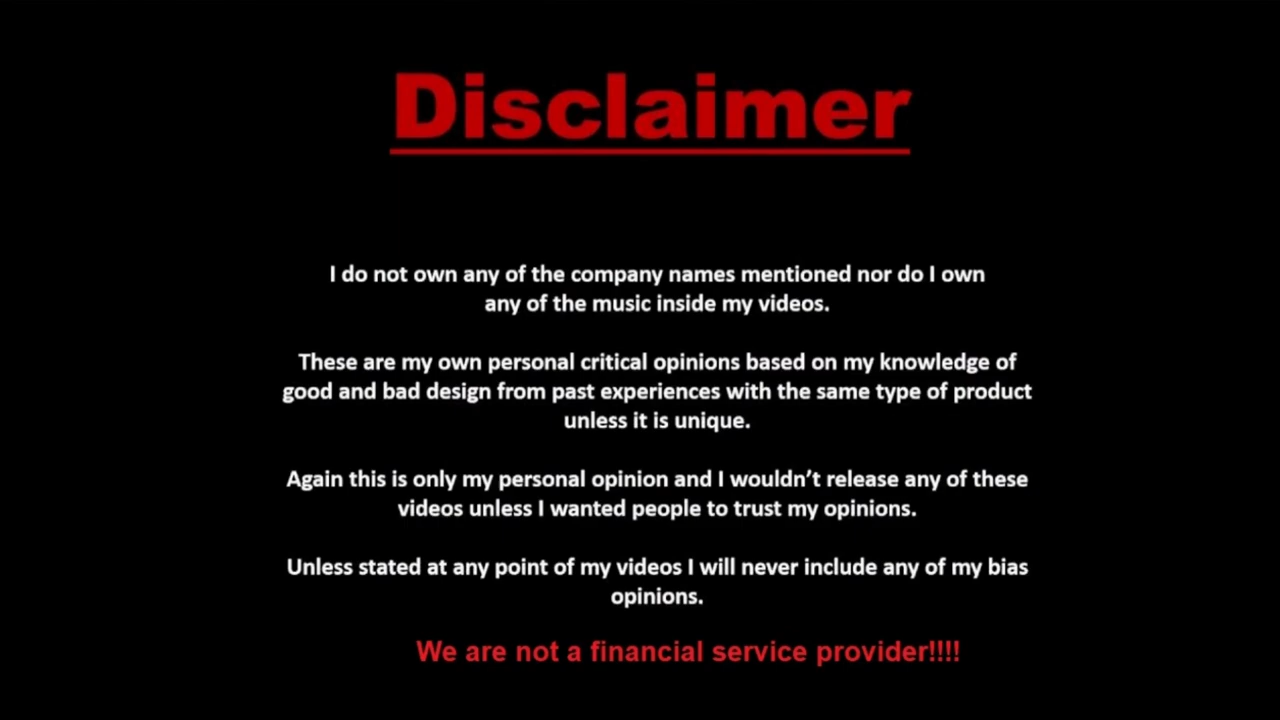 Disclaimer
I do not own any of the company names mentioned nor do I own
any of the music inside my videos.
These are my own personal critical opinions based on my knowledge of
good and bad design from past experiences with the same type of product
unless it is unique.
Again this is only my personal opinion and I wouldn’t release any of these
videos unless I wanted people to trust my opinions.
Unless stated at any point of my videos I will never include any of my bias
opinions.
We are not a financial service provider!!!!